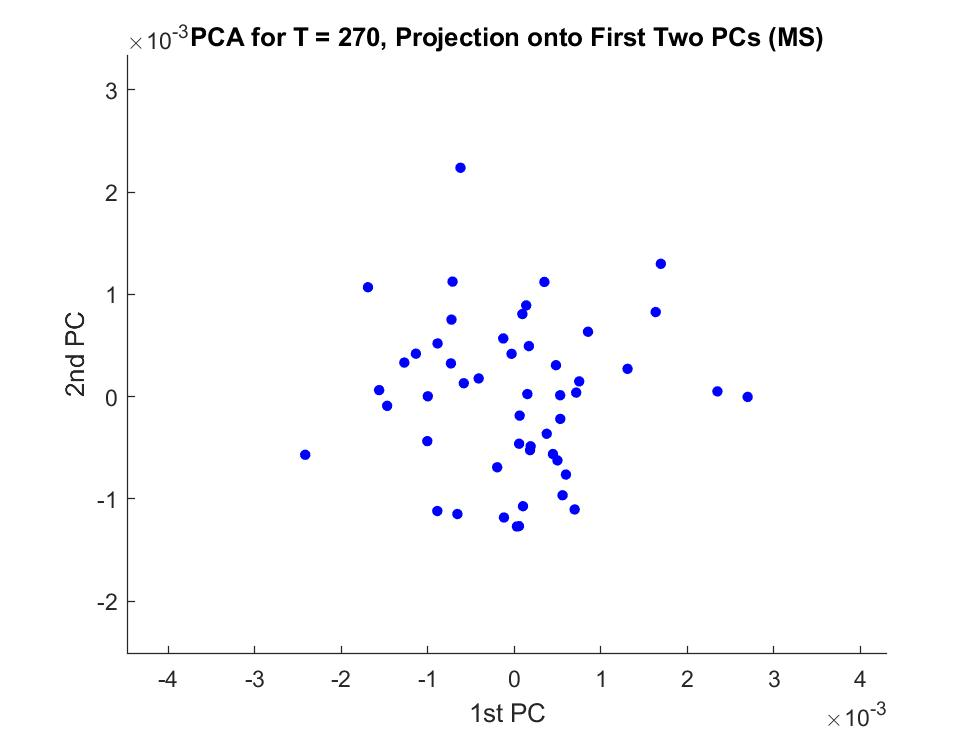 ×10-3 PCA for T = 270, Projection onto First Two PCs (MS)
3
2
1
0
-1
-2
2nd PC
-4 -3 -2 -1 0 1 2 3 4
1st PC
×10-3